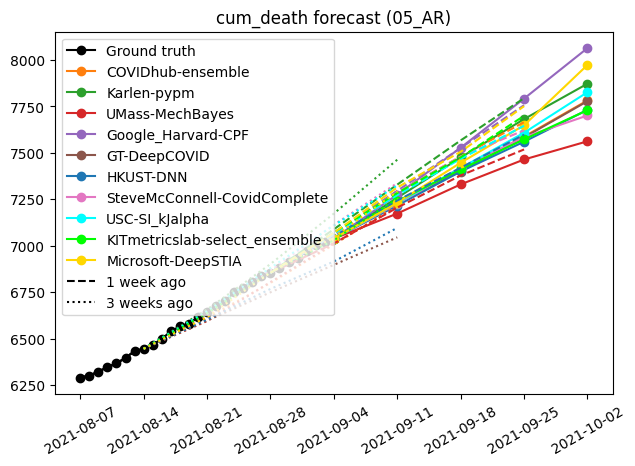 cum_death forecast (05_AR)
8000
7750
7500
7250
7000
6750
6500
6250
Ground truth
COVIDhub-ensemble
Karlen-pypm
UMass-MechBayes
Google_Harvard-CPF
GT-DeepCOVID
HKUST-DNN
SteveMcConnell-CovidComplete
USC-SI_kJalpha
KITmetricslab-select_ensemble
Microsoft-DeepSTIA
1 week ago
3 weeks ago
2021-08-07
2021-08-14
2021-08-21
2021-08-28
2021-09-04
2021-09-11
2021-09-18
2021-09-25
2021-10-02